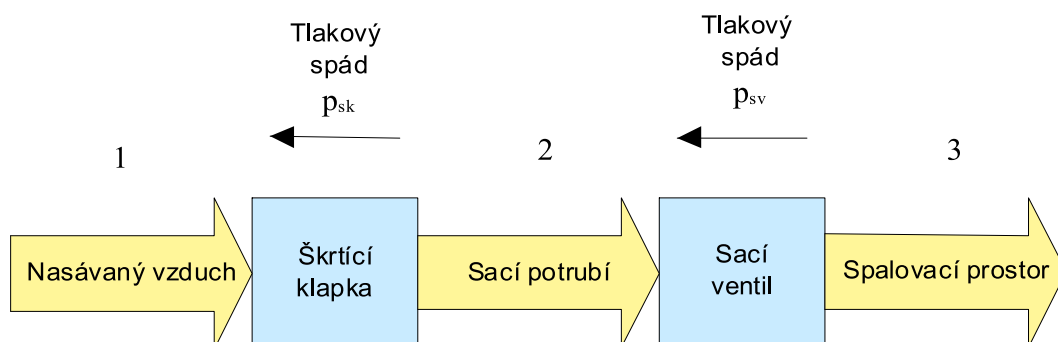 Tlakový
spád
psk
Tlakový
spád
psv
1
2
3
Nasávaný vzduch
Škrtící
klapka
Sací potrubí
Sací
ventil
Spalovací prostor